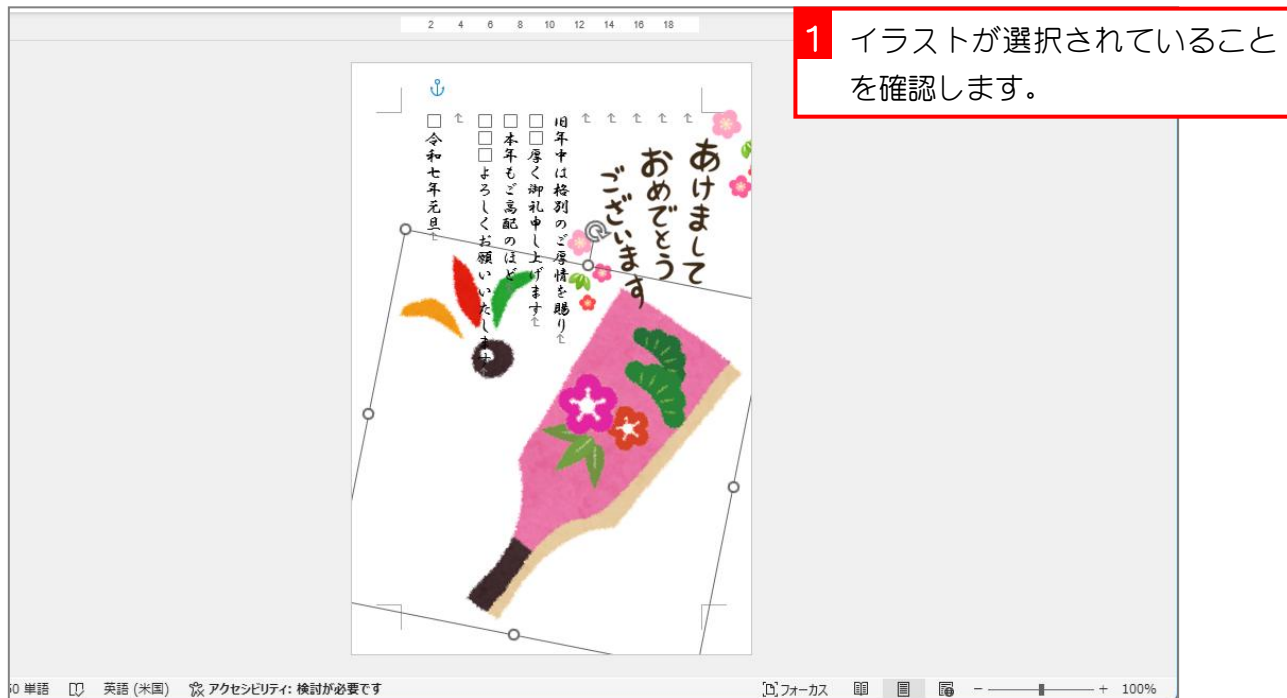 2 4 6 8 10 12 14 16 18
1 イラストが選択されていること
を確認します。
あけまして
おめでとう
ございます
旧年中は格別のご厚情を賜り
□□厚く御礼申し上げます
□本年もご高配のほど
□□□よろしくお願いいたします
□令和七年元旦
0 単語 英語 (米国) アクセシビリティ: 検討が必要です フォーカス - + 100%